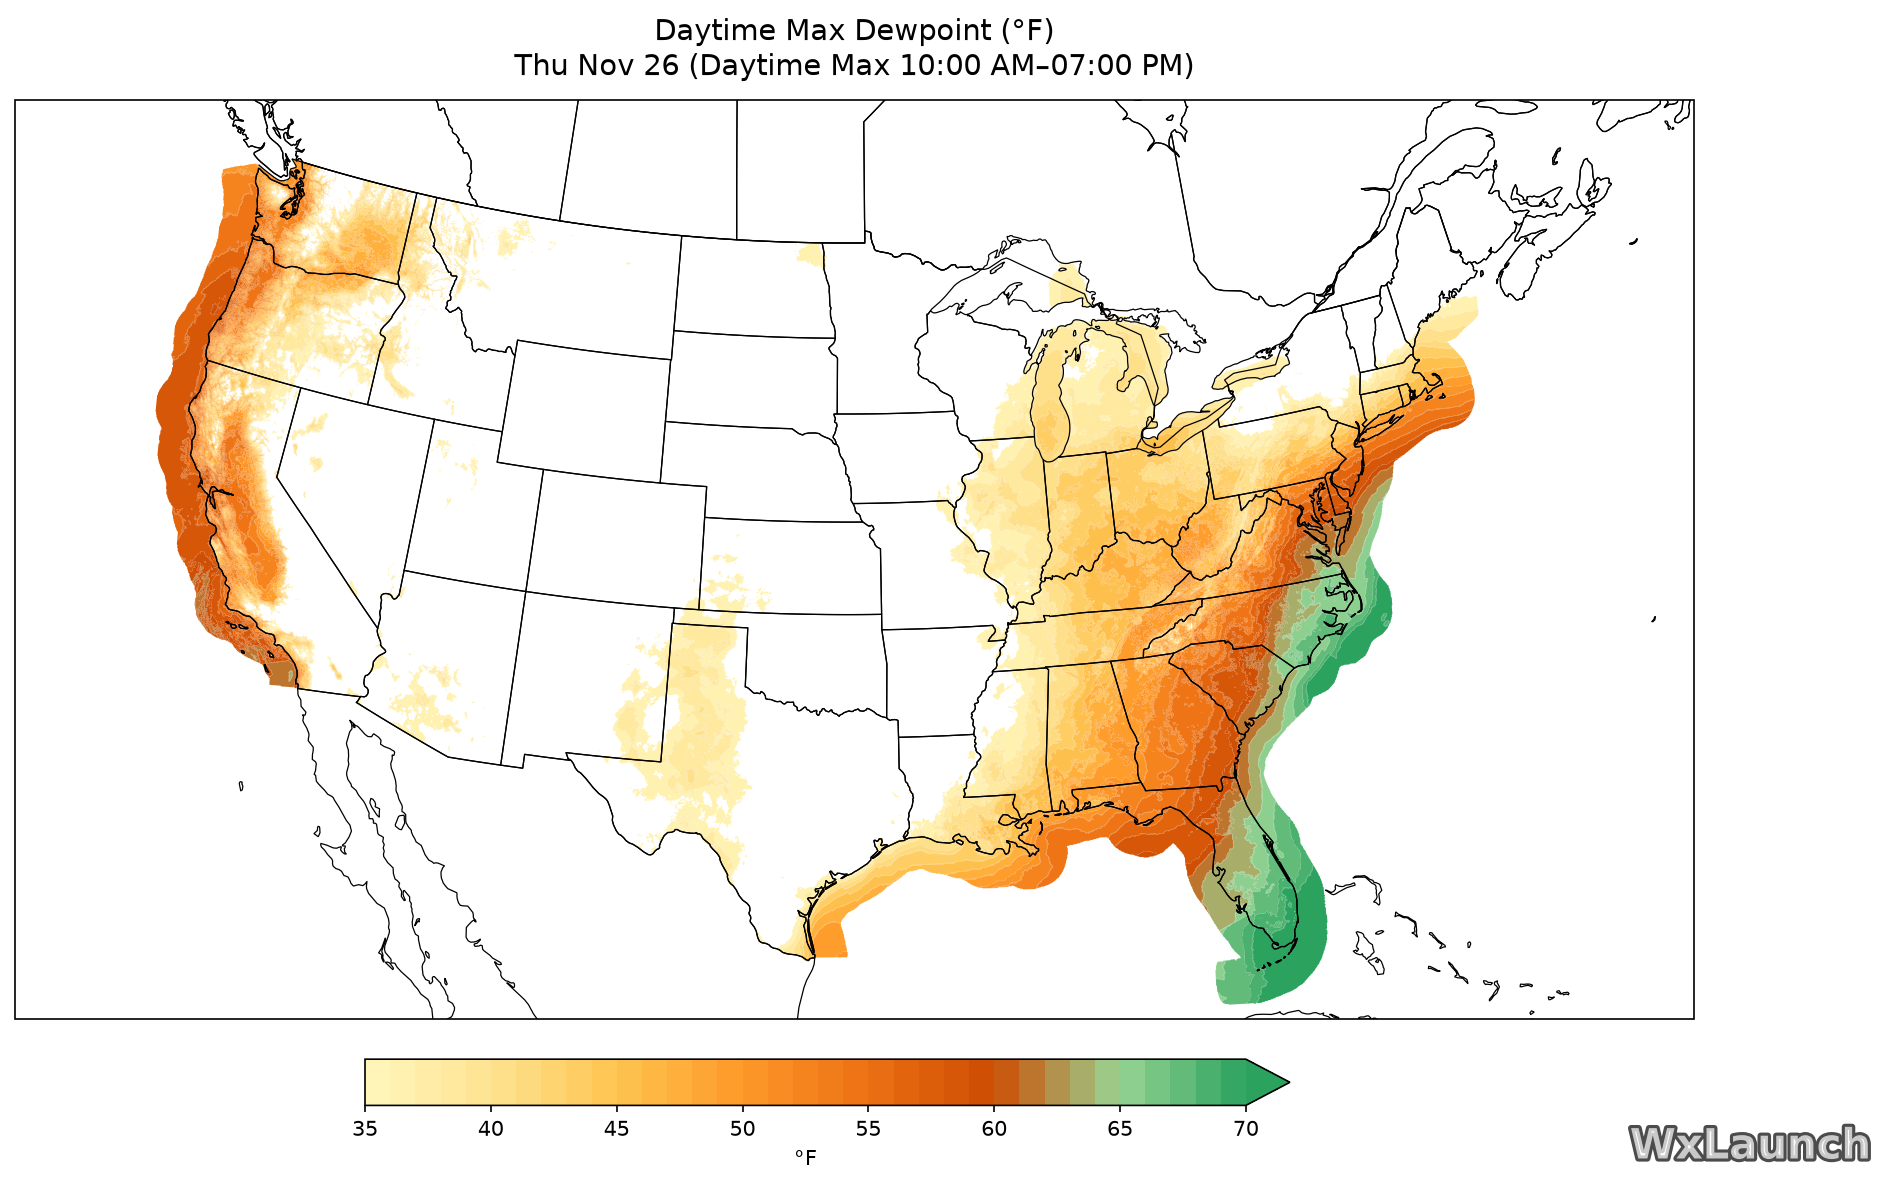 Daytime Max Dewpoint (°F)
Thu Nov 26 (Daytime Max 10:00 AM–07:00 PM)
35 40 45 50 55 60 65 70
°F
WxLaunch